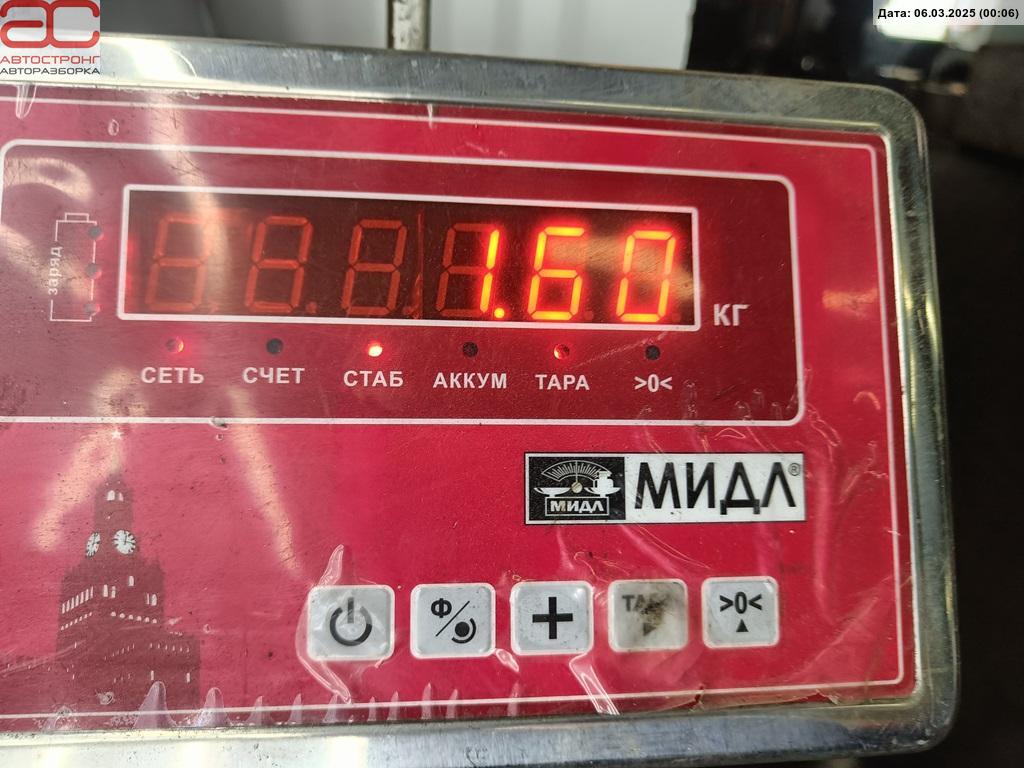 ас
АВТОСТРОНГ
АВТОРАЗБОРКА
Дата: 06.03.2025 (00:06)
заряд
1.60
КГ
СЕТЬ СЧЕТ СТАБ АККУМ ТАРА >0<
МИДЛ МИДЛ®
Ф/ + >0<